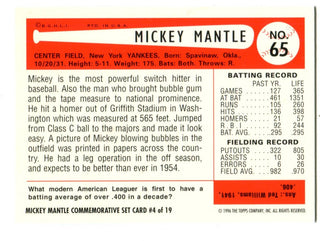 © B.G.H.L.I.
MICKEY MANTLE
NO. 65
CENTER FIELD, New York YANKEES, Born: Spavinaw, Okla.,
10/20/31. Height: 5-11. Weight: 175. Bats: Both. Throws: Right.
Mickey is the most powerful switch hitter in
baseball. Also the man who brought bubble gum
and the tape measure to national prominence.
He hit a homer out of Griffith Stadium in Wash-
ington which was measured at 565 feet. Jumped
from Class C ball to the majors and made it look
easy. A picture of Mickey blowing bubbles in the
outfield was printed in papers across the country.
He had a leg operation in the off season,
and expects to be better than ever in 1954.
BATTING RECORD
PAST YR. LIFE
GAMES 127 365
AT BAT 461 1351
RUNS 105 260
HITS 136 398
HOMERS 21 57
R. B. I. 92 244
BAT. AVG. .295 .295
FIELDING RECORD
PUTOUTS 322 805
ASSISTS 10 30
ERRORS 6 26
FIELD AVG. .982 .970
What modern American Leaguer is first to have a
batting average of over .400 in a decade?
Ans. Ted Williams, 1941,
.406.
MICKEY MANTLE COMMEMORATIVE SET CARD #4 of 19
© 1996 THE TOPPS COMPANY, INC. ALL RIGHTS RESERVED.